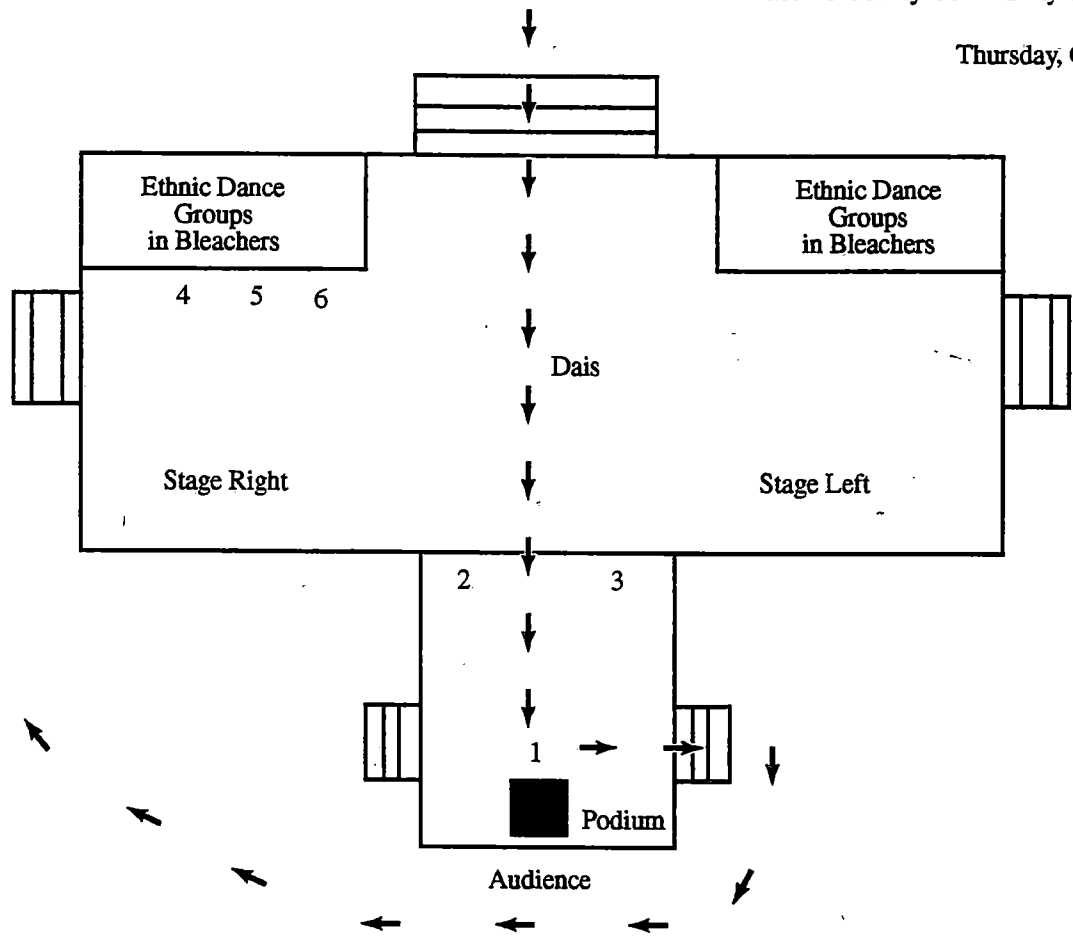 Thursday,
Ethnic Dance
Groups
in Bleachers
Ethnic Dance
Groups
in Bleachers
4 5 6
Dais
Stage Right
Stage Left
2 3
1
Podium
Audience